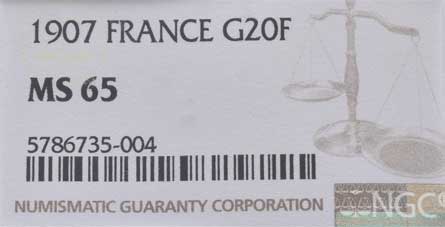 1907 FRANCE G20F
MS 65
5786735-004
NUMISMATIC GUARANTY CORPORATION
NGC